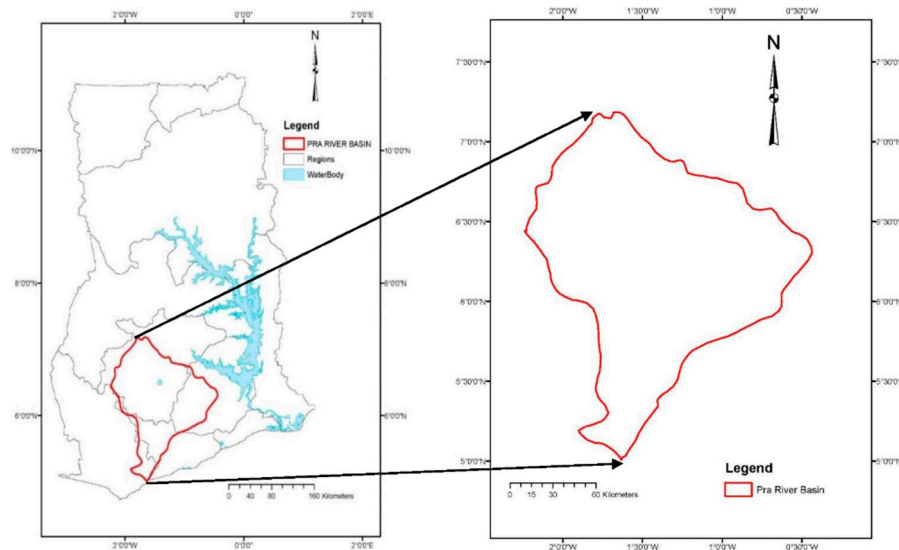 2°0'0"W 0°0'0" 2°0'0"E
N
Legend
PRA RIVER BASIN
Regions
WaterBody
10°0'0"N
10°0'0"N
8°0'0"N
8°0'0"N
6°0'0"N
6°0'0"N
0 40 80 160
Kilometers
2°0'0"W 0°0'0" 2°0'0"E
2°0'0"W 1°30'0"W 1°0'0"W 0°30'0"W
N
7°30'0"N
7°30'0"N
7°0'0"N
7°0'0"N
6°30'0"N
6°30'0"N
6°0'0"N
6°0'0"N
5°30'0"N
5°30'0"N
5°0'0"N
5°0'0"N
Legend
Pra River Basin
0 15 30 60
Kilometers
2°0'0"W 1°30'0"W 1°0'0"W 0°30'0"W